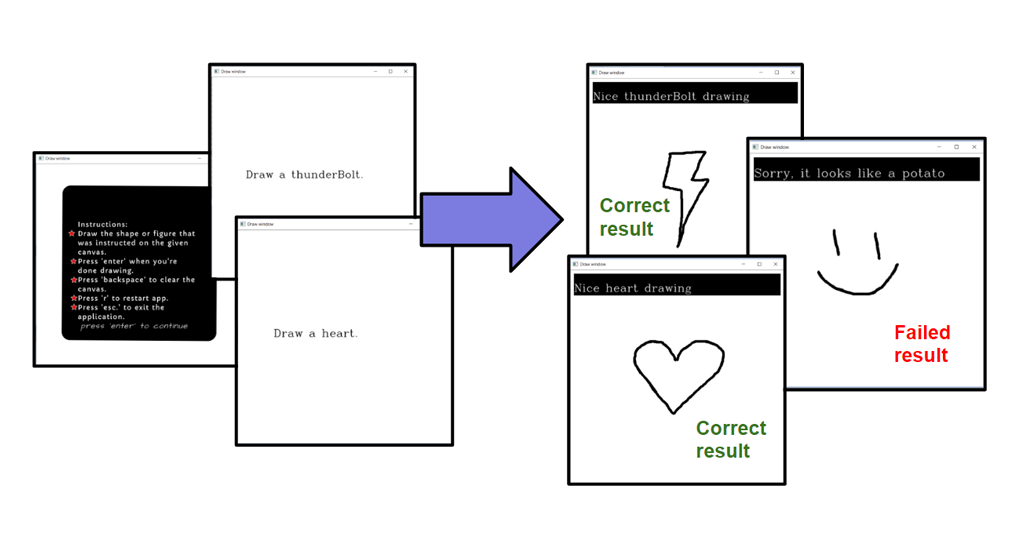 Draw window
Instructions:
Draw the shape or figure that
was instructed on the given
canvas.
Press 'enter' when you're
done drawing.
Press 'backspace' to clear the
canvas.
Press 'r' to restart app.
Press 'esc.' to exit the
application.
press 'enter' to continue
Draw window
Draw a thunderBolt.
Draw window
Draw a heart.
Draw window
Nice thunderBolt drawing
Correct
result
Draw window
Sorry, it looks like a potato
Failed
result
Draw window
Nice heart drawing
Correct
result